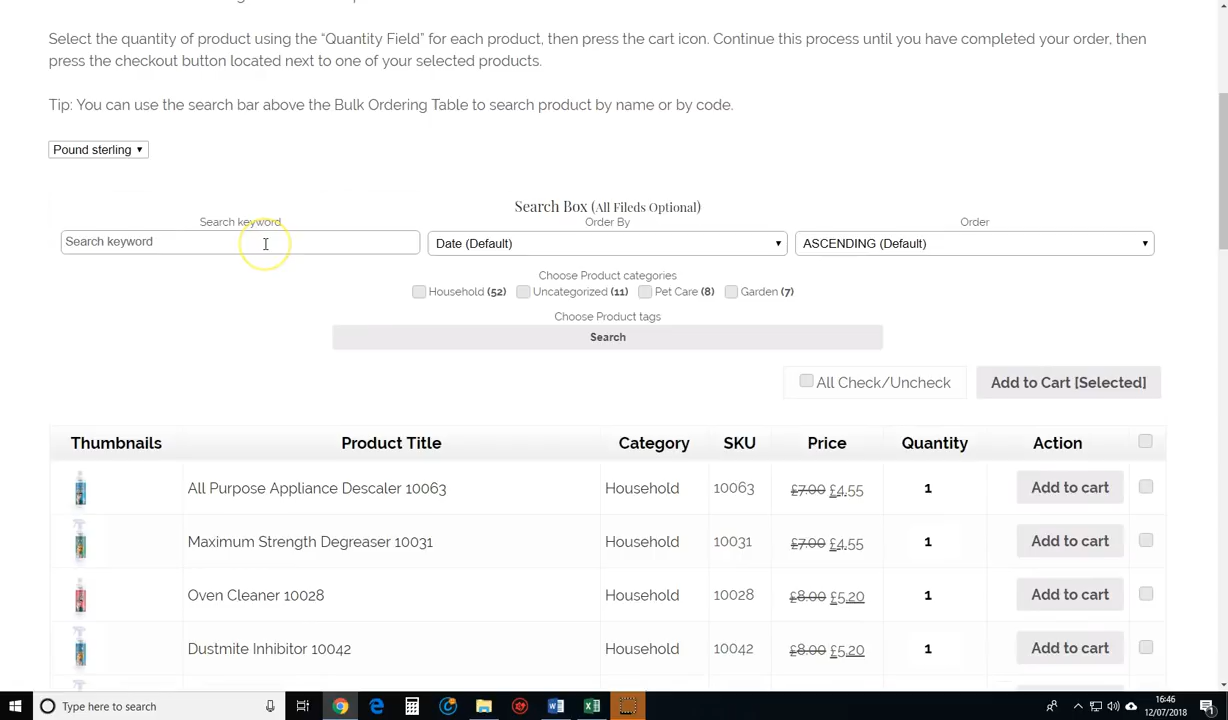 Select the quantity of product using the “Quantity Field” for each product, then press the cart icon. Continue this process until you have completed your order, then
press the checkout button located next to one of your selected products.
Tip: You can use the search bar above the Bulk Ordering Table to search product by name or by code.
Pound sterling
Search Box (All Fileds Optional)
Search keyword Order By Order
Search keyword Date (Default) ASCENDING (Default)
Choose Product categories
Household (52) Uncategorized (11) Pet Care (8) Garden (7)
Choose Product tags
Search
All Check/Uncheck Add to Cart [Selected]
Thumbnails Product Title Category SKU Price Quantity Action
All Purpose Appliance Descaler 10063 Household 10063 £7.00 £4.55 1 Add to cart
Maximum Strength Degreaser 10031 Household 10031 £7.00 £4.55 1 Add to cart
Oven Cleaner 10028 Household 10028 £8.00 £5.20 1 Add to cart
Dustmite Inhibitor 10042 Household 10042 £8.00 £5.20 1 Add to cart
Type here to search 16:46
12/07/2018